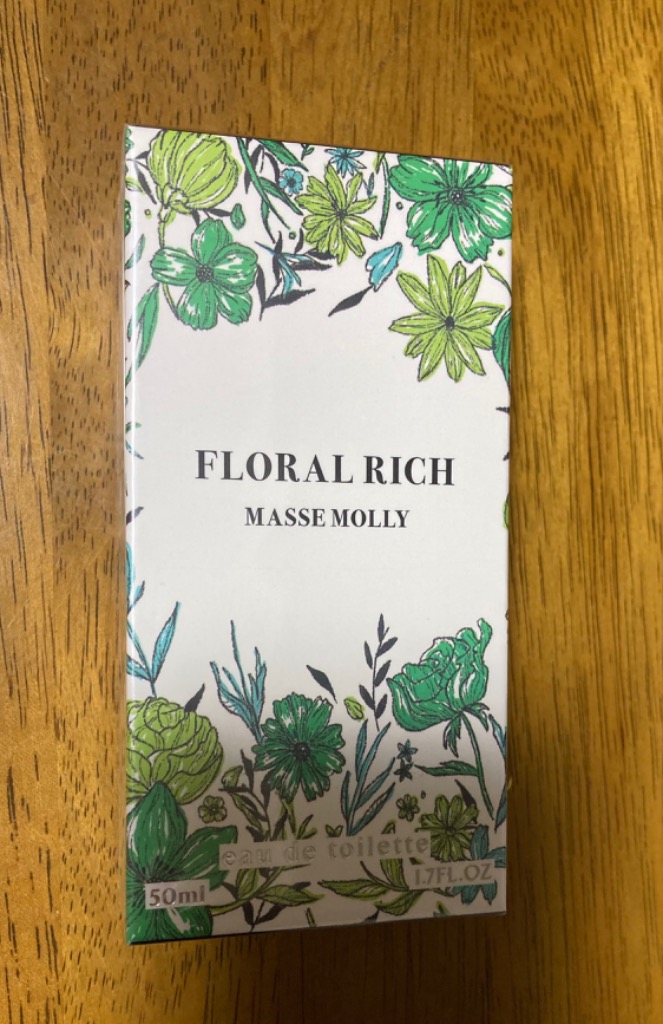 FLORAL RICH
MASSE MOLLY
eau de toilette
50ml
1.7FL.OZ